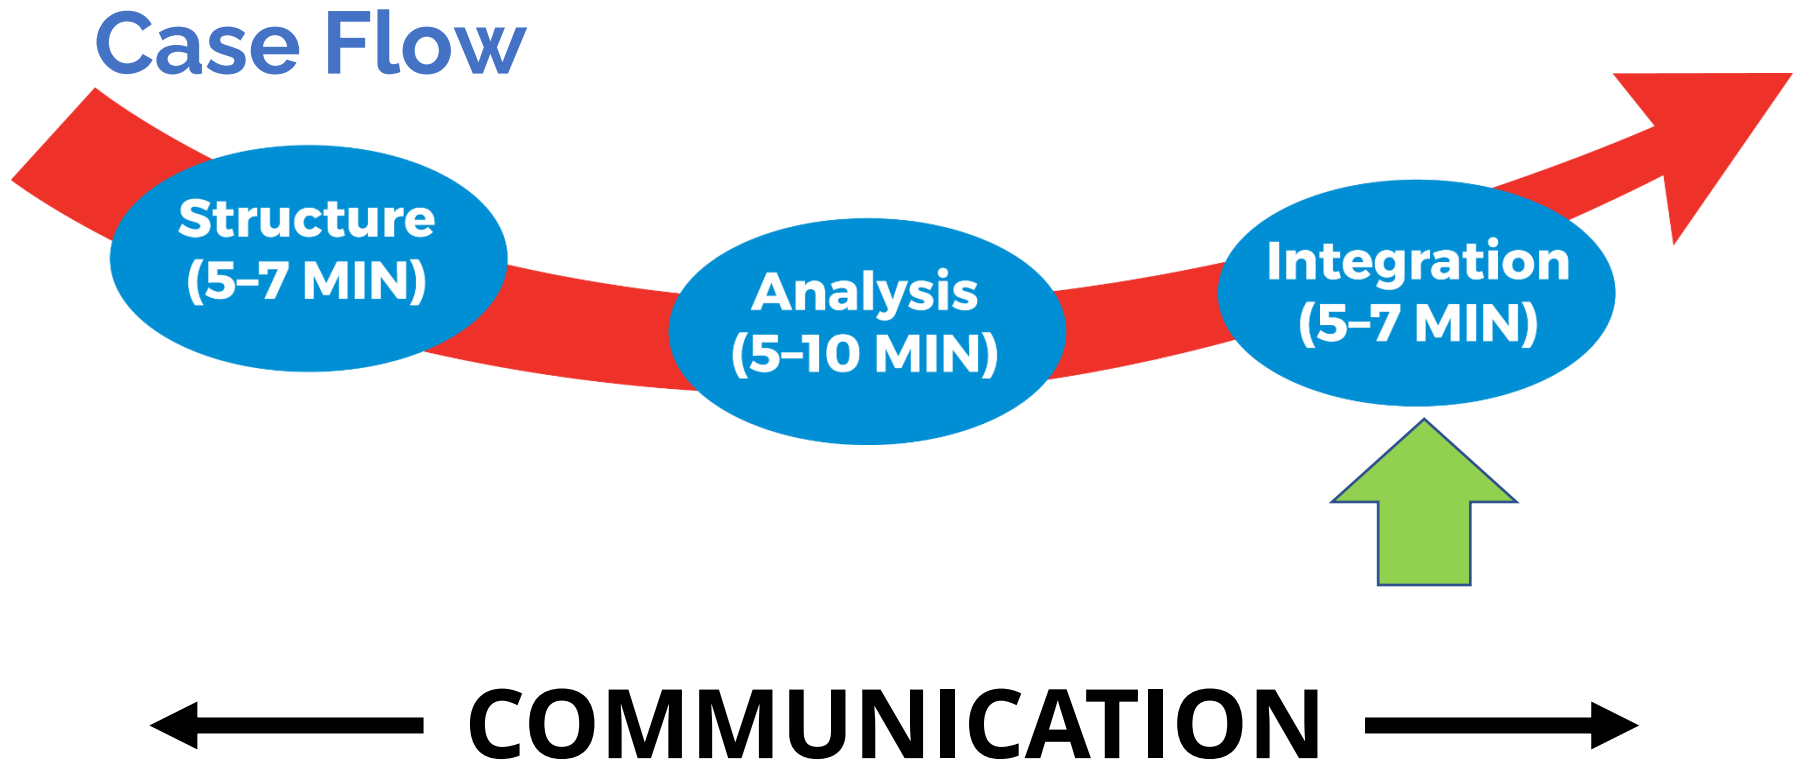 Case Flow
Structure
(5–7 MIN)
Analysis
(5–10 MIN)
Integration
(5–7 MIN)
COMMUNICATION